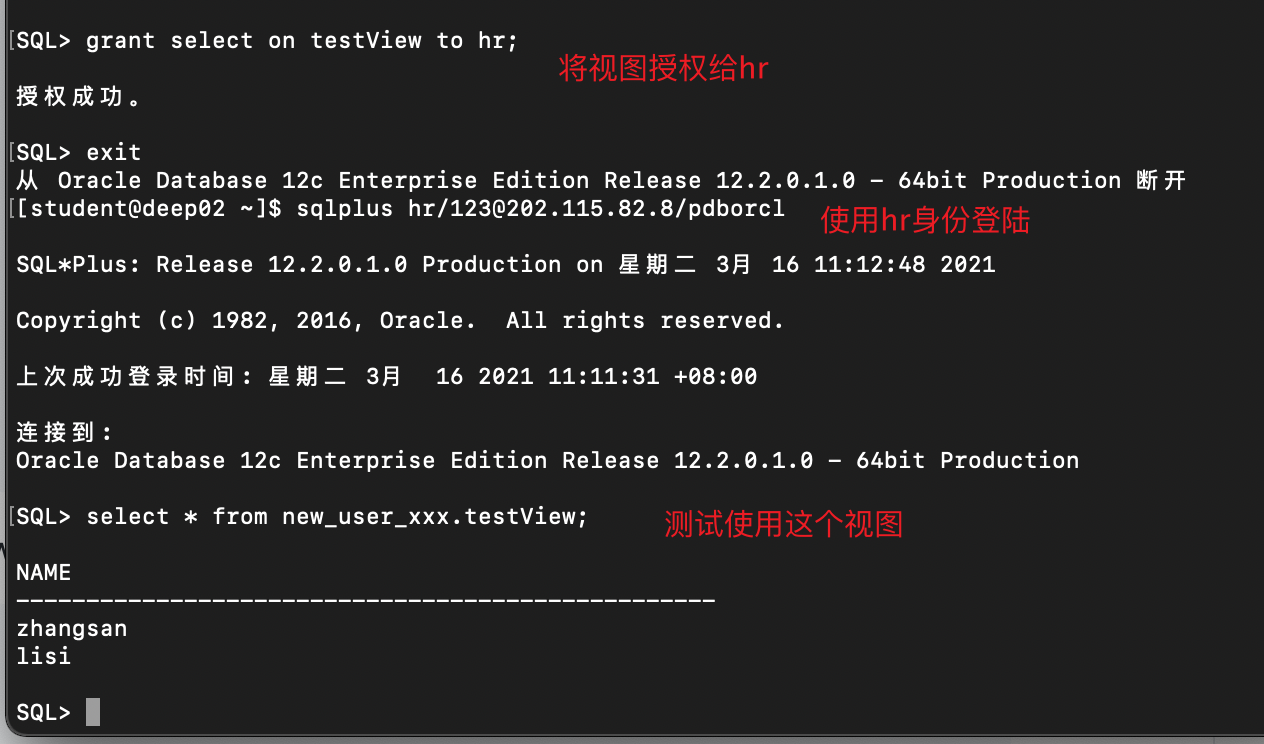 [SQL> grant select on testView to hr;
将视图授权给hr
授权成功。
[SQL> exit
从 Oracle Database 12c Enterprise Edition Release 12.2.0.1.0 - 64bit Production 断开
[[student@deep02 ~]$ sqlplus hr/123@202.115.82.8/pdborcl
使用hr身份登陆
SQL*Plus: Release 12.2.0.1.0 Production on 星期二 3月 16 11:12:48 2021
Copyright (c) 1982, 2016, Oracle.  All rights reserved.
上次成功登录时间: 星期二 3月  16 2021 11:11:31 +08:00
连接到:
Oracle Database 12c Enterprise Edition Release 12.2.0.1.0 - 64bit Production
[SQL> select * from new_user_xxx.testView;
测试使用这个视图
NAME
--------------------------------------------------
zhangsan
lisi
SQL>